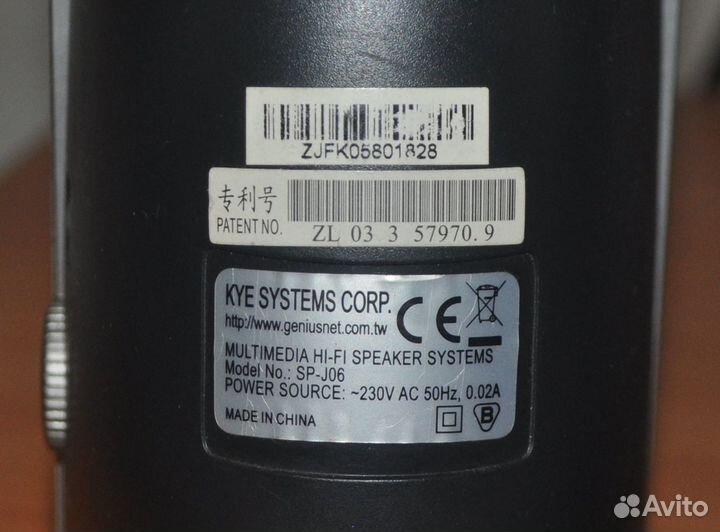 ZJFK05801828
专利号
PATENT NO.
ZL 03 3 57970.9
KYE SYSTEMS CORP.
http://www.geniusnet.com.tw
CE
MULTIMEDIA HI-FI SPEAKER SYSTEMS
Model No.: SP-J06
POWER SOURCE: ~230V AC 50Hz, 0.02A
MADE IN CHINA
B
Avito